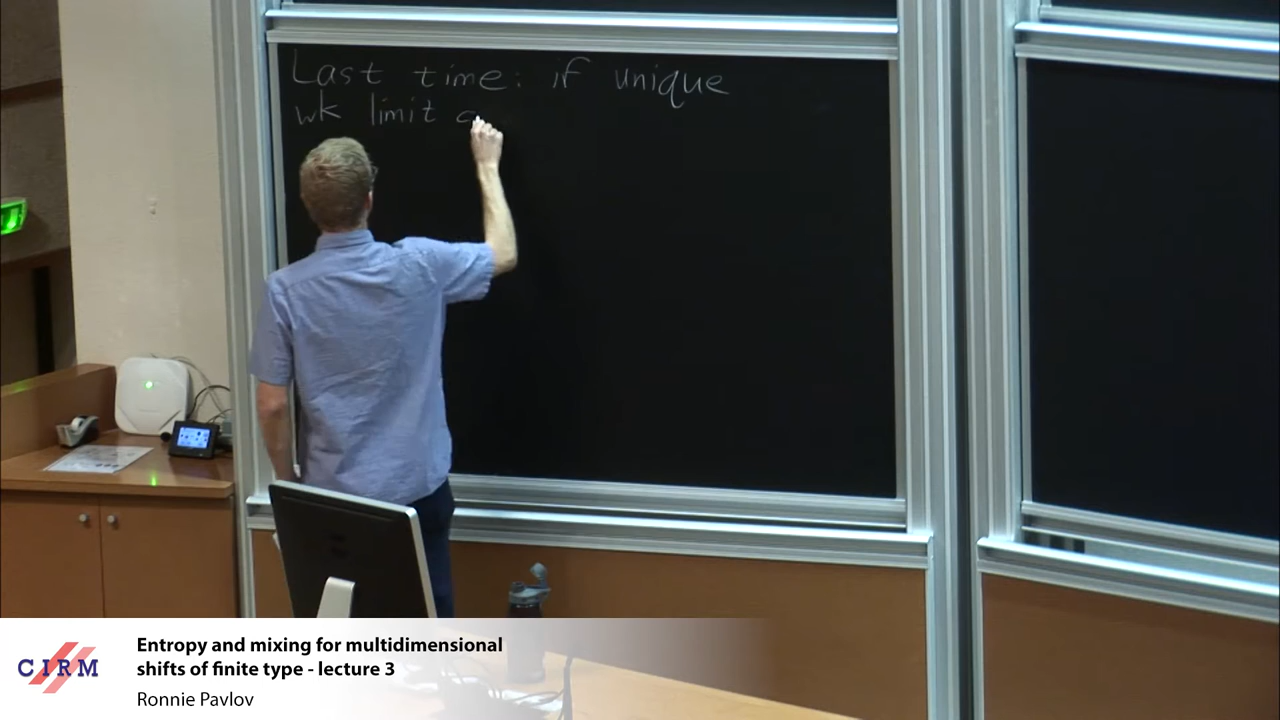 Last time: if unique
wk limit
CIRM
Entropy and mixing for multidimensional
shifts of finite type - lecture 3
Ronnie Pavlov